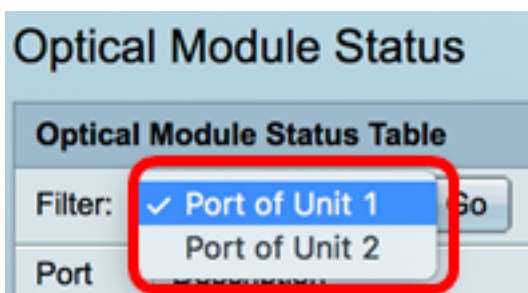 Optical Module Status
Optical Module Status Table
Filter: ✓ Port of Unit 1 Go
Port of Unit 2
Port